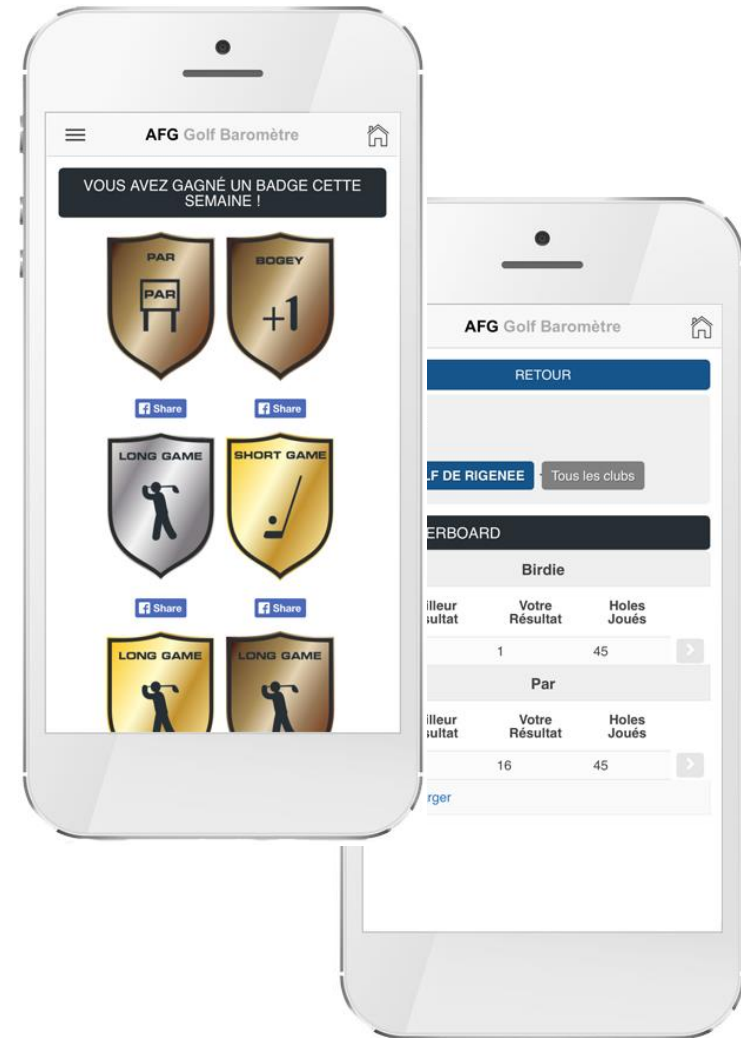 AFG Golf Baromètre
VOUS AVEZ GAGNÉ UN BADGE CETTE
SEMAINE !
PAR
PAR
BOGEY
+1
Share
Share
LONG GAME
SHORT GAME
Share
Share
LONG GAME
LONG GAME
AFG Golf Baromètre
RETOUR
LF DE RIGENEE
Tous les clubs
ERBOARD
Birdie
illeur Votre Holes
sultat Résultat Joués
1 45
Par
illeur Votre Holes
sultat Résultat Joués
16 45
rger